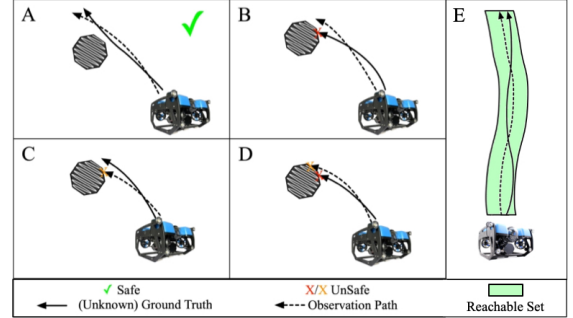 A
B
E
C
D
✓ Safe
X/X UnSafe
(Unknown) Ground Truth
Observation Path
Reachable Set